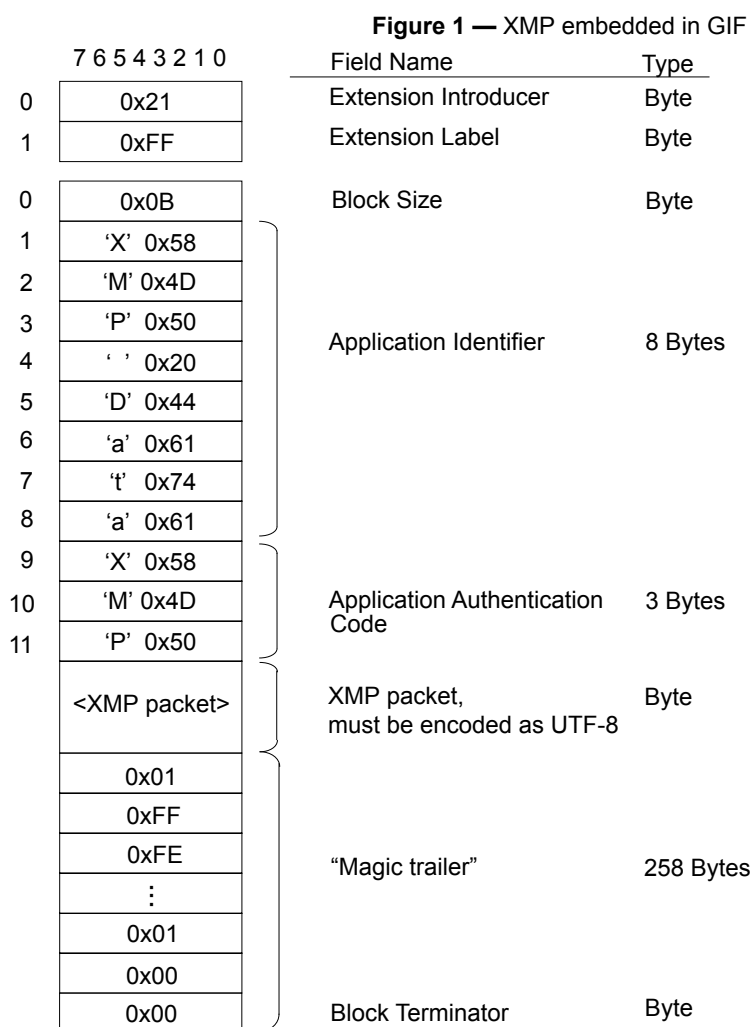 Figure 1 — XMP embedded in GIF
7 6 5 4 3 2 1 0 Field Name Type
0 0x21 Extension Introducer Byte
1 0xFF Extension Label Byte
0 0x0B Block Size Byte
1 ‘X’ 0x58
2 ‘M’ 0x4D
3 ‘P’ 0x50 Application Identifier 8 Bytes
4 ‘ ’ 0x20
5 ‘D’ 0x44
6 ‘a’ 0x61
7 ‘t’ 0x74
8 ‘a’ 0x61
9 ‘X’ 0x58
10 ‘M’ 0x4D Application Authentication 3 Bytes
Code
11 ‘P’ 0x50
<XMP packet> XMP packet, Byte
must be encoded as UTF-8
0x01
0xFF
0xFE “Magic trailer” 258 Bytes
⋮
0x01
0x00
0x00 Block Terminator Byte